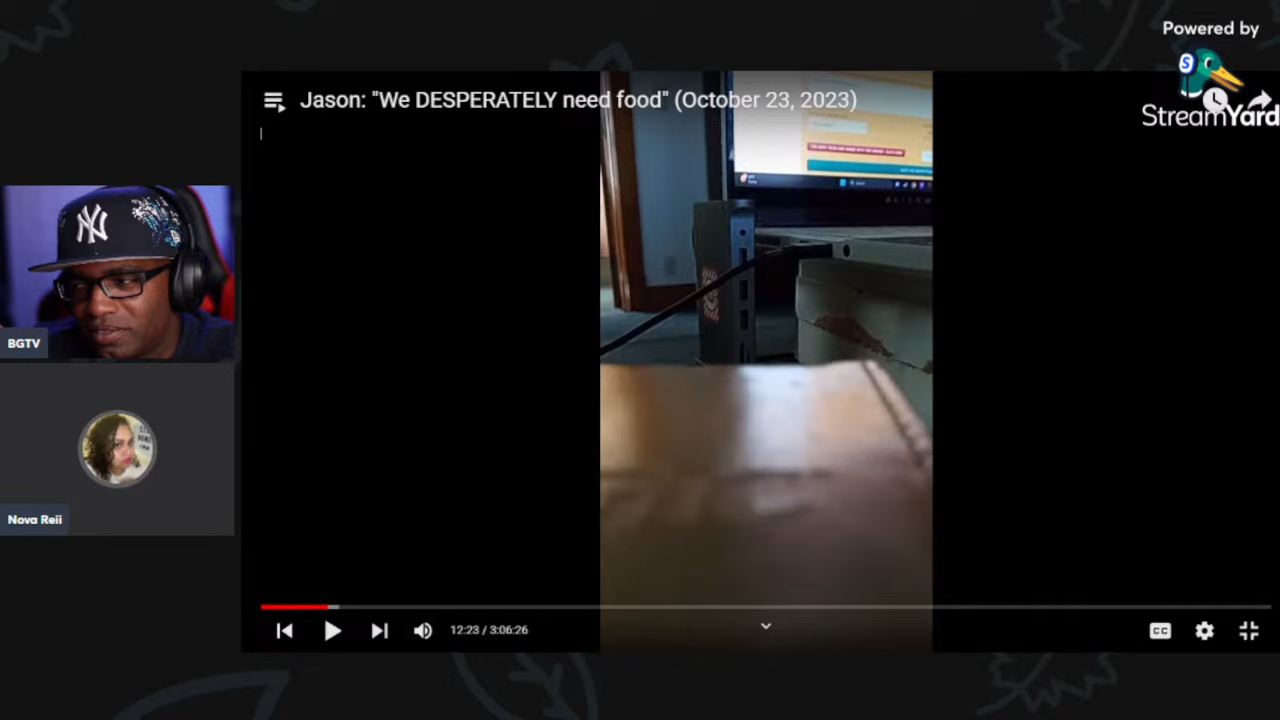 Powered by
StreamYard
Jason: "We DESPERATELY need food" (October 23, 2023)
NY
BGTV
Nova Reii
12:23 / 3:06:26
CC